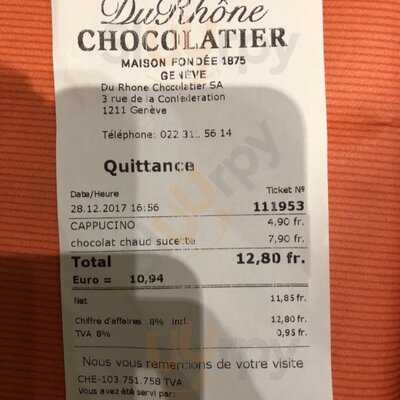 DuRhône
CHOCOLATIER
MAISON FONDÉE 1875
GENÈVE
Du Rhone Chocolatier SA
3 rue de la Confédération
1211 Genève
Téléphone: 022 31 56 14
Quittance
Date/Heure Ticket N°
28.12.2017 16:56 111953
CAPPUCINO 4,90 fr.
chocolat chaud sucette 7,90 fr.
Total 12,80 fr.
Euro = 10,94
Net 11,85 fr.
Chiffre d'affaires 8% incl. 12,80 fr.
TVA 8% 0,95 fr.
Nous vous remercions de votre visite
CHE-103.751.758 TVA
Vous avez été servi par: